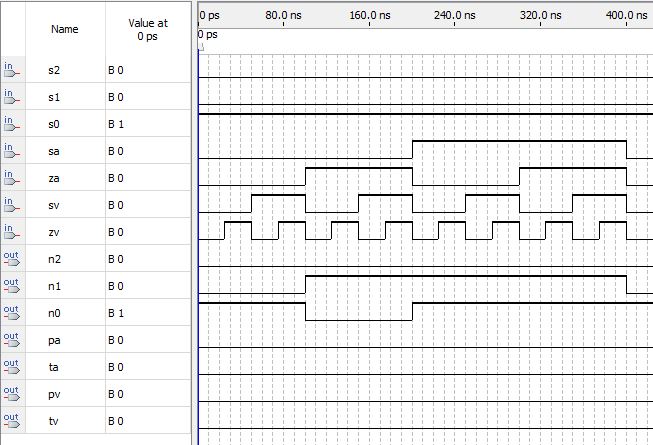 Name
Value at
0 ps
0 ps 80.0 ns 160.0 ns 240.0 ns 320.0 ns 400.0 ns
0 ps
in s2 B 0
in s1 B 0
in s0 B 1
in sa B 0
in za B 0
in sv B 0
in zv B 0
out n2 B 0
out n1 B 0
out n0 B 1
out pa B 0
out ta B 0
out pv B 0
out tv B 0